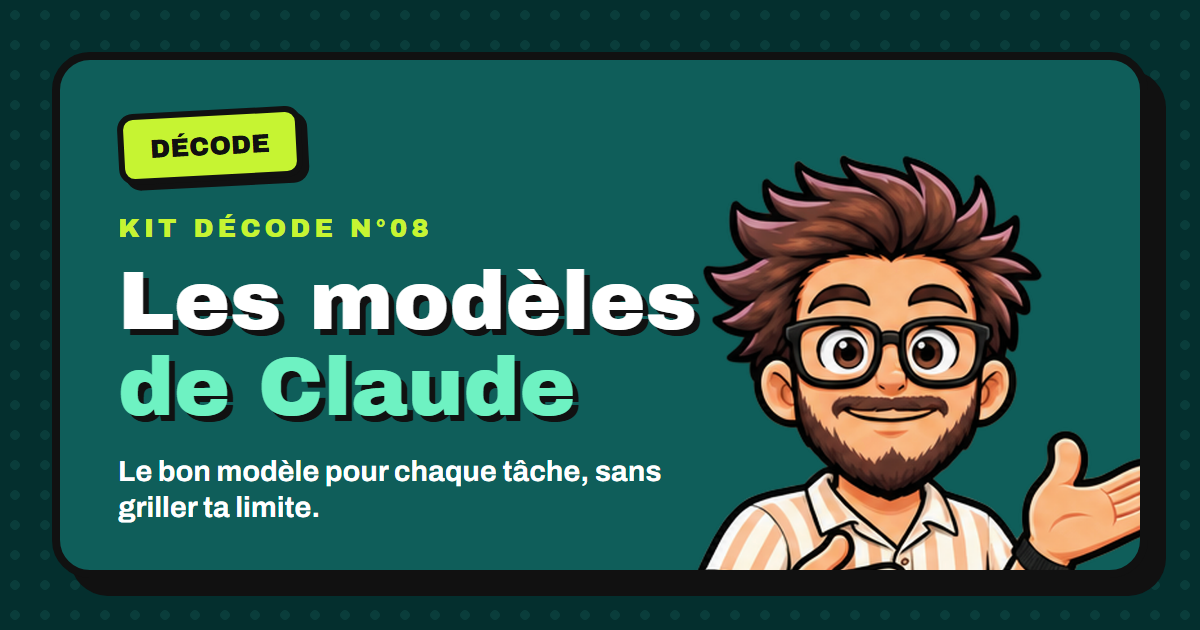 DÉCODE
KIT DÉCODE N°08
Les modèles
de Claude
Le bon modèle pour chaque tâche, sans
griller ta limite.